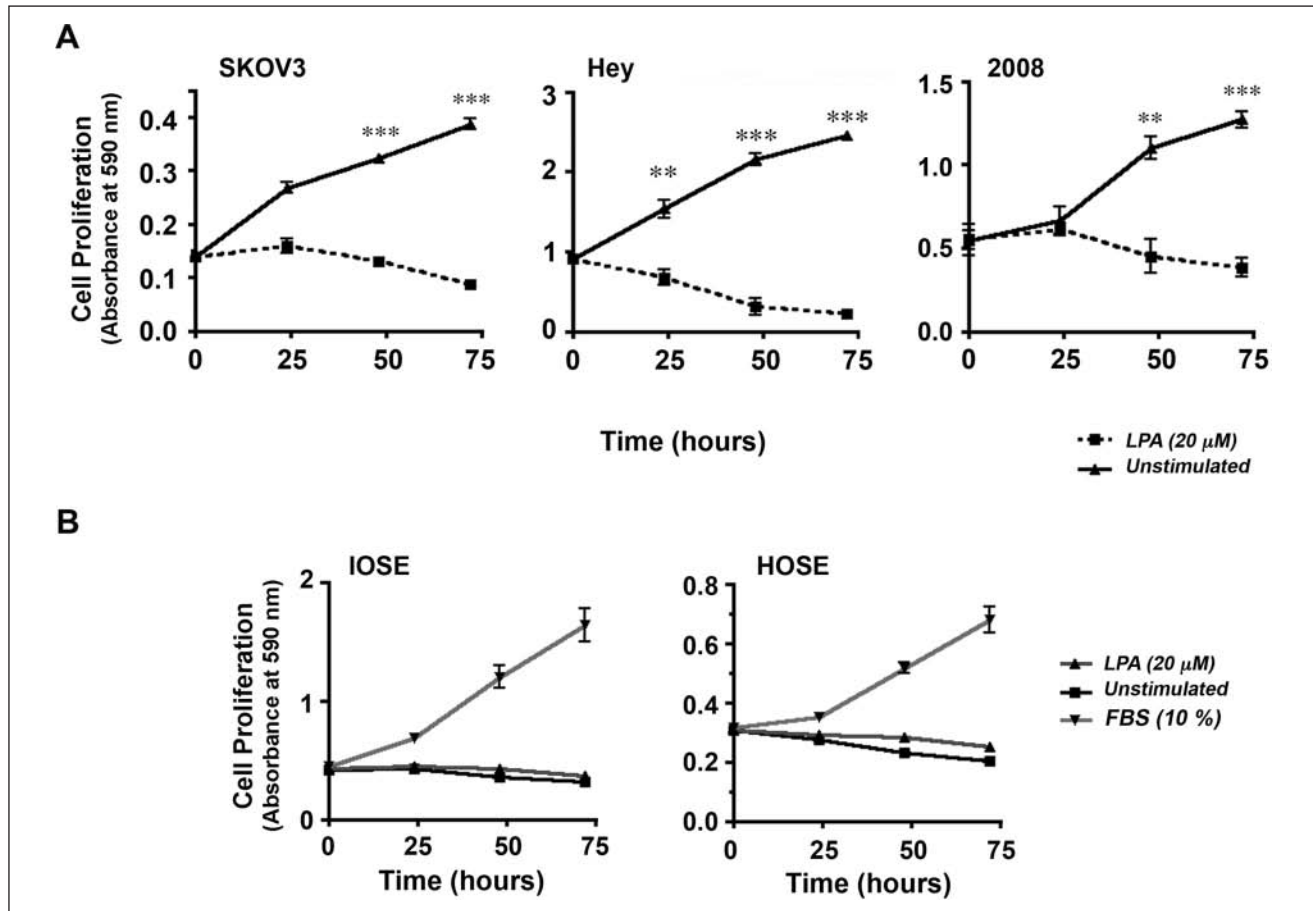 A
SKOV3
Hey
2008
Cell Proliferation
(Absorbance at 590 nm)
0.4
0.3
0.2
0.1
0.0
***
***
0 25 50 75
3
2
1
0
**
***
***
0 25 50 75
1.5
1.0
0.5
0.0
**
***
0 25 50 75
Time (hours)
LPA (20 μM)
Unstimulated
B
IOSE
HOSE
Cell Proliferation
(Absorbance at 590 nm)
2
1
0
0 25 50 75
Time (hours)
0.8
0.6
0.4
0.2
0.0
0 25 50 75
Time (hours)
LPA (20 μM)
Unstimulated
FBS (10 %)